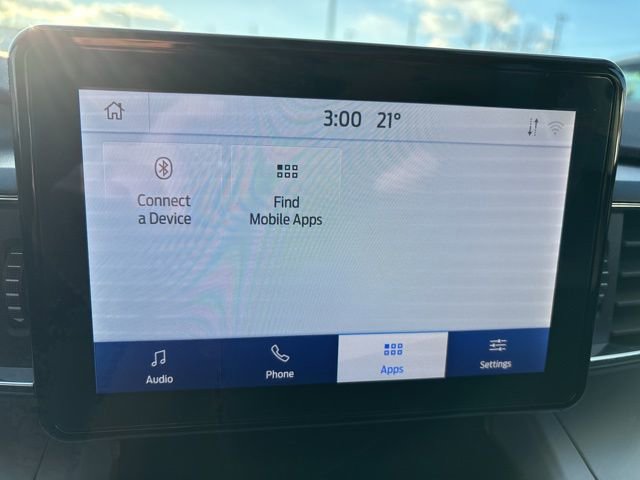 3:00 21°
Connect
a Device
Find
Mobile Apps
Audio
Phone
Apps
Settings